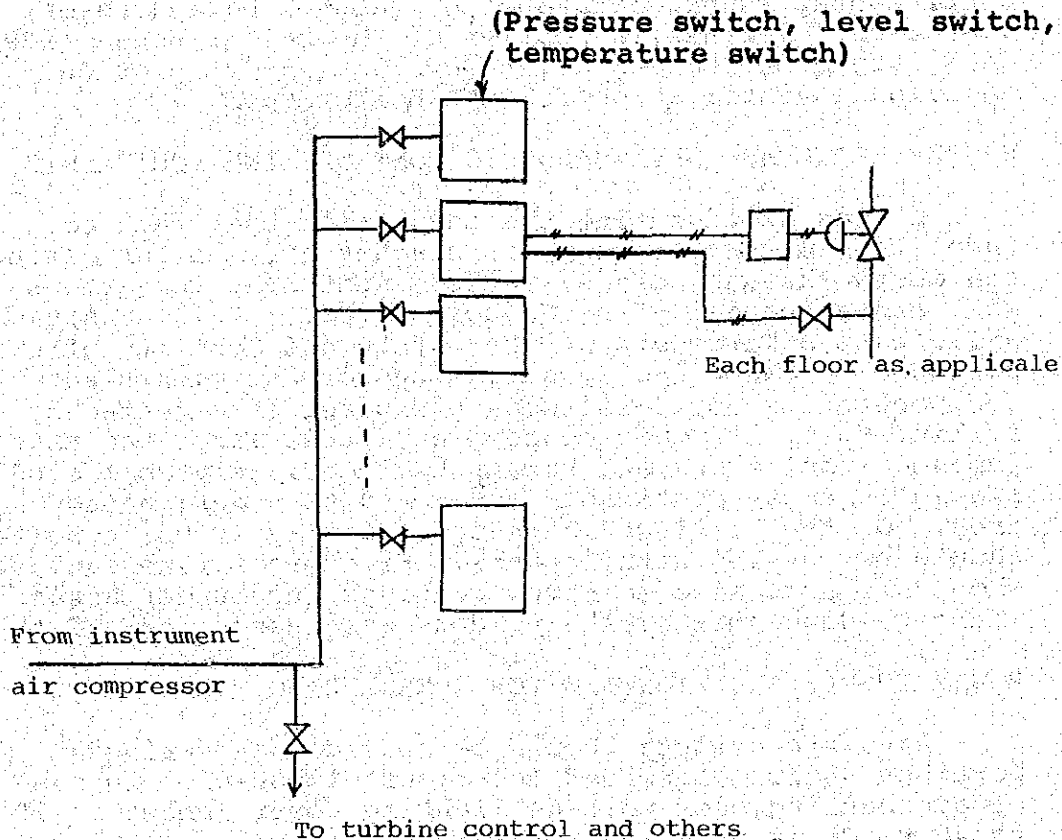 (Pressure switch, level switch,
temperature switch)
Each floor as applicale
From instrument
air compressor
To turbine control and others